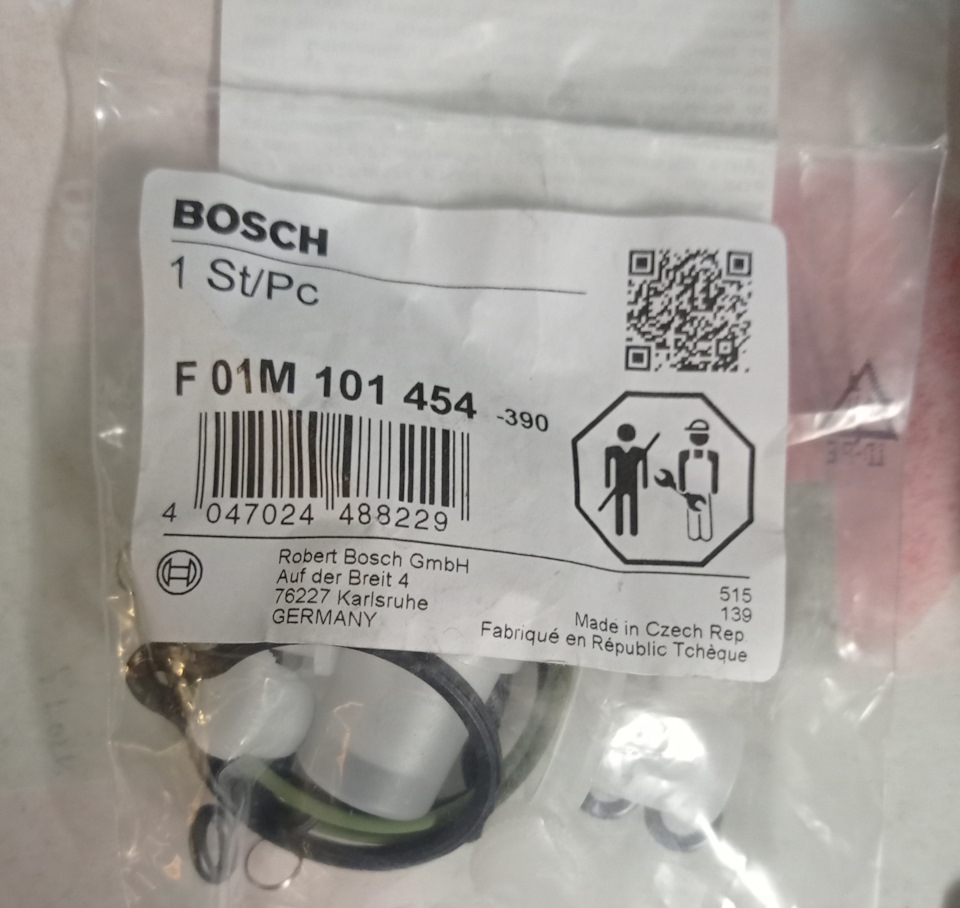 BOSCH
1 St/Pc
F 01M 101 454 -390
4 047024 488229
Robert Bosch GmbH
Auf der Breit 4
76227 Karlsruhe
GERMANY
515
139
Made in Czech Rep.
Fabriqué en Républic Tchèque